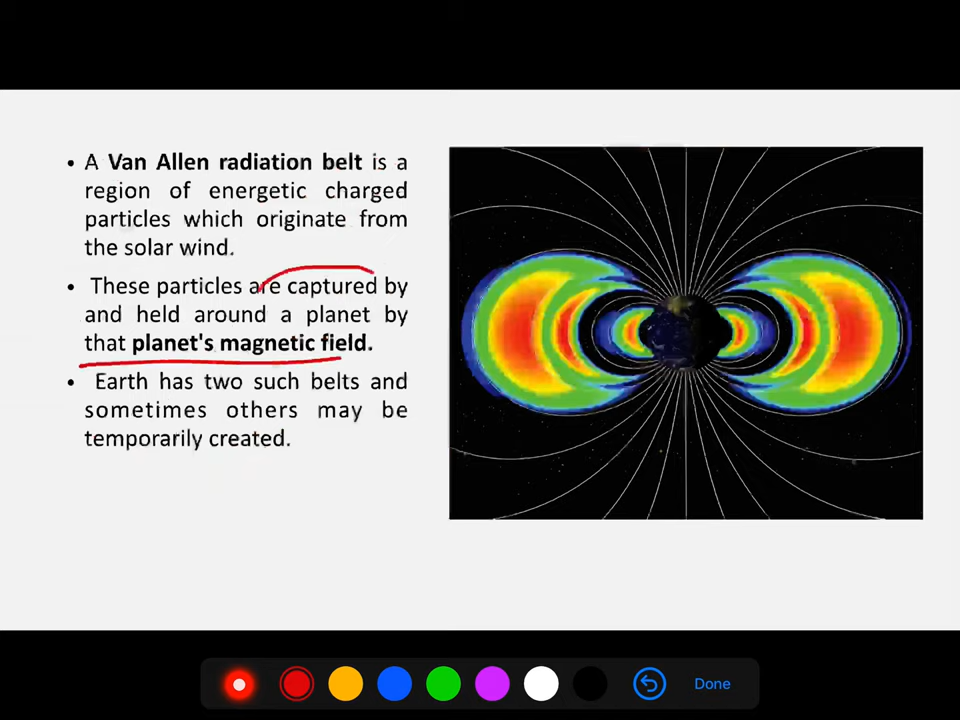 • A Van Allen radiation belt is a
region of energetic charged
particles which originate from
the solar wind.
• These particles are captured by
and held around a planet by
that planet's magnetic field.
• Earth has two such belts and
sometimes others may be
temporarily created.
Done